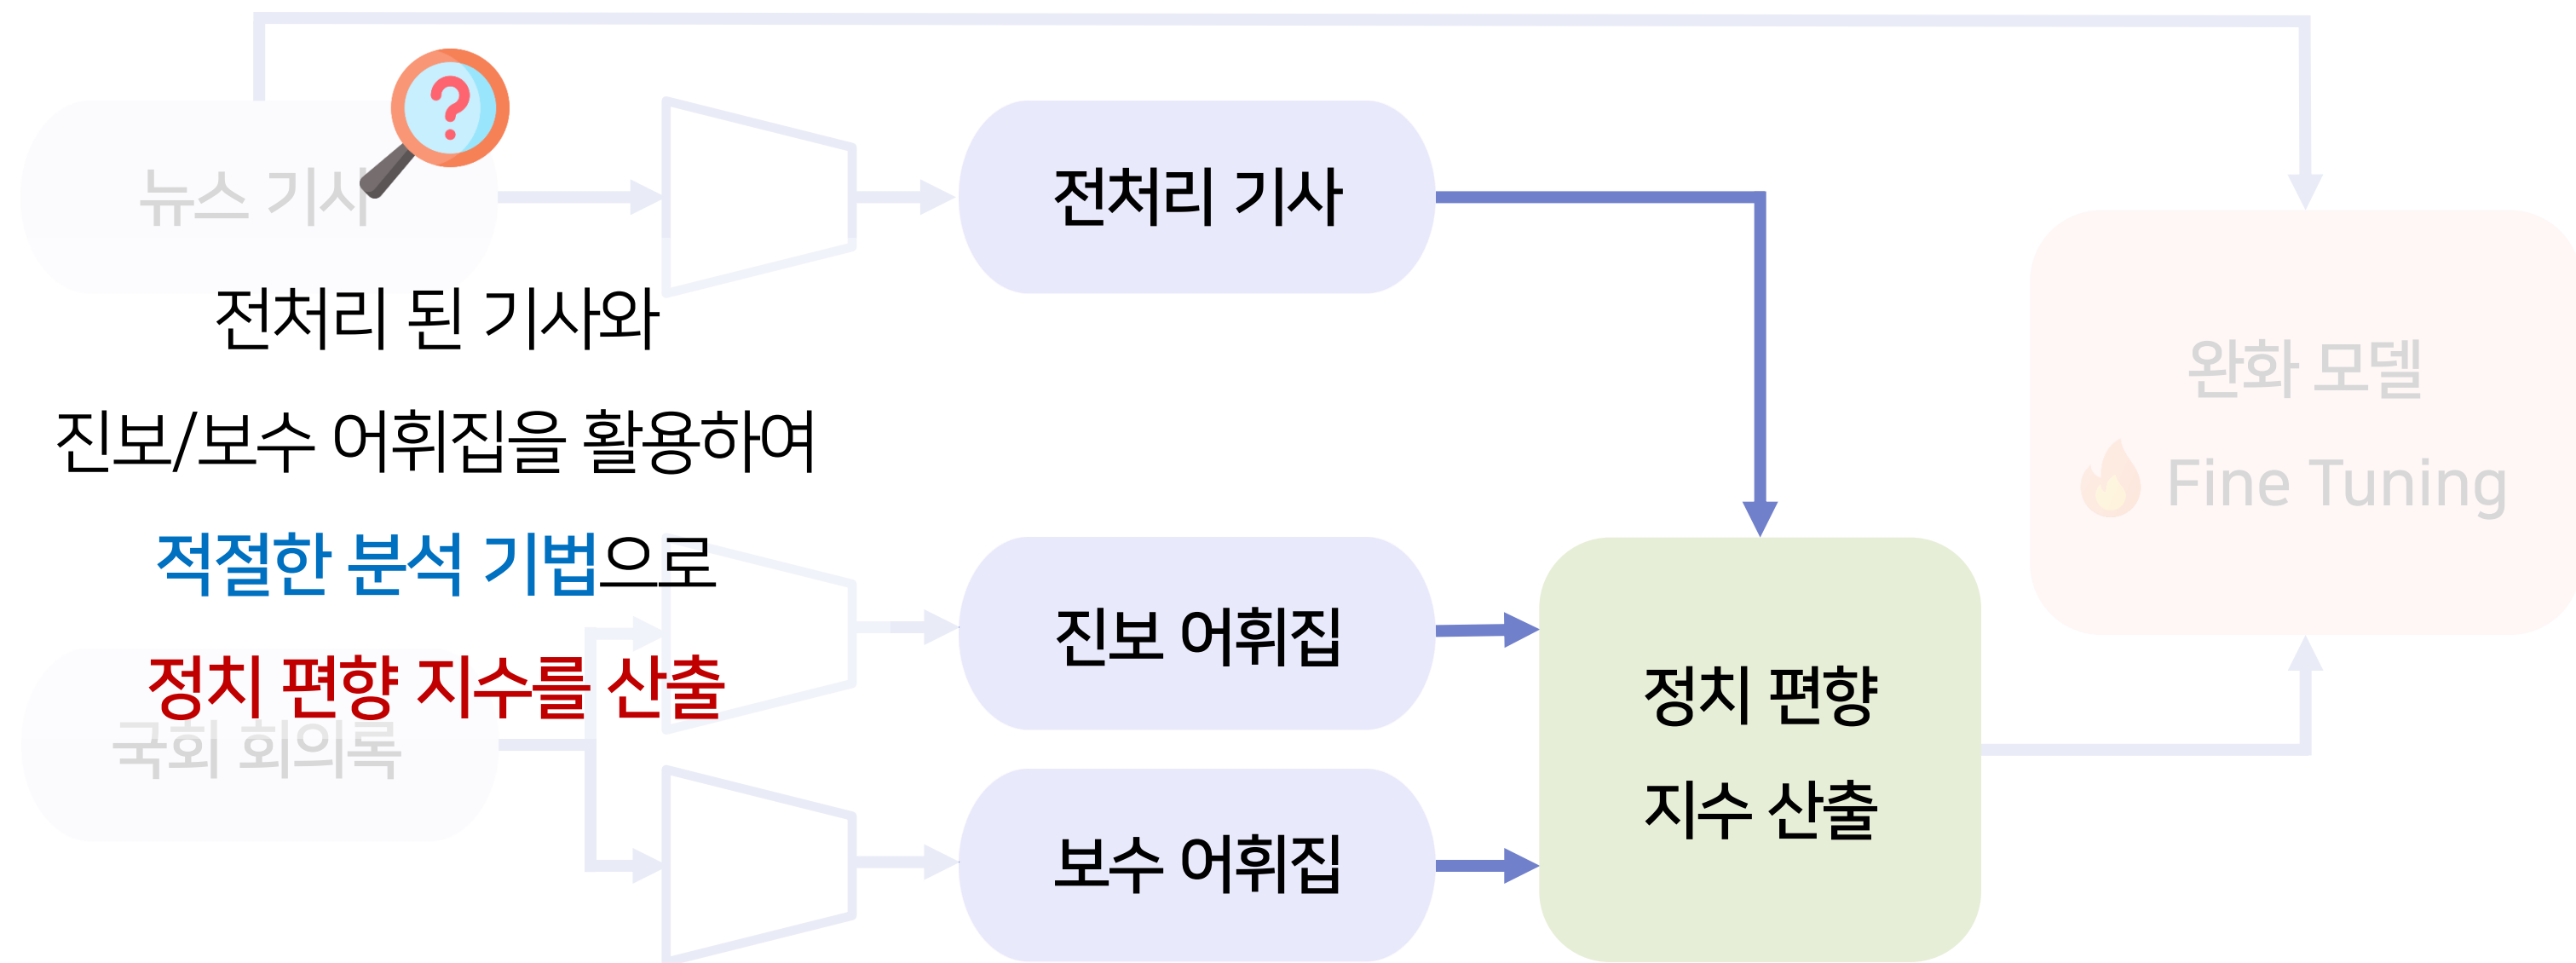 뉴스 기사
전처리 기사
전처리 된 기사와
진보/보수 어휘집을 활용하여
적절한 분석 기법으로
정치 편향 지수를 산출
국회 회의록
진보 어휘집
보수 어휘집
정치 편향
지수 산출
완화 모델
Fine Tuning